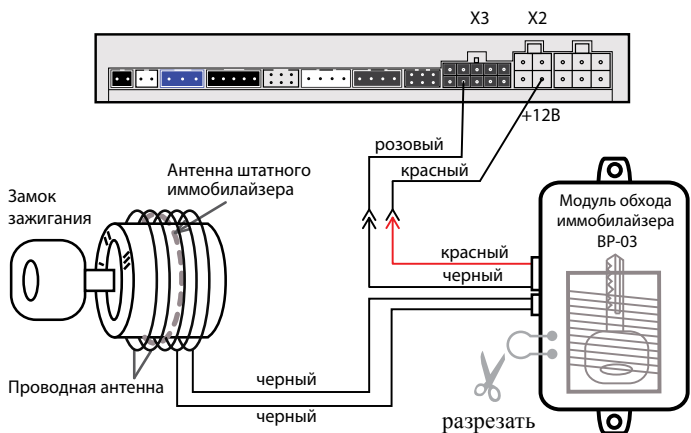 X3
X2
+12В
розовый
красный
Антенна штатного
иммобилайзера
Замок
зажигания
Модуль обхода
иммобилайзера
BP-03
красный
черный
Проводная антенна
черный
черный
разрезать